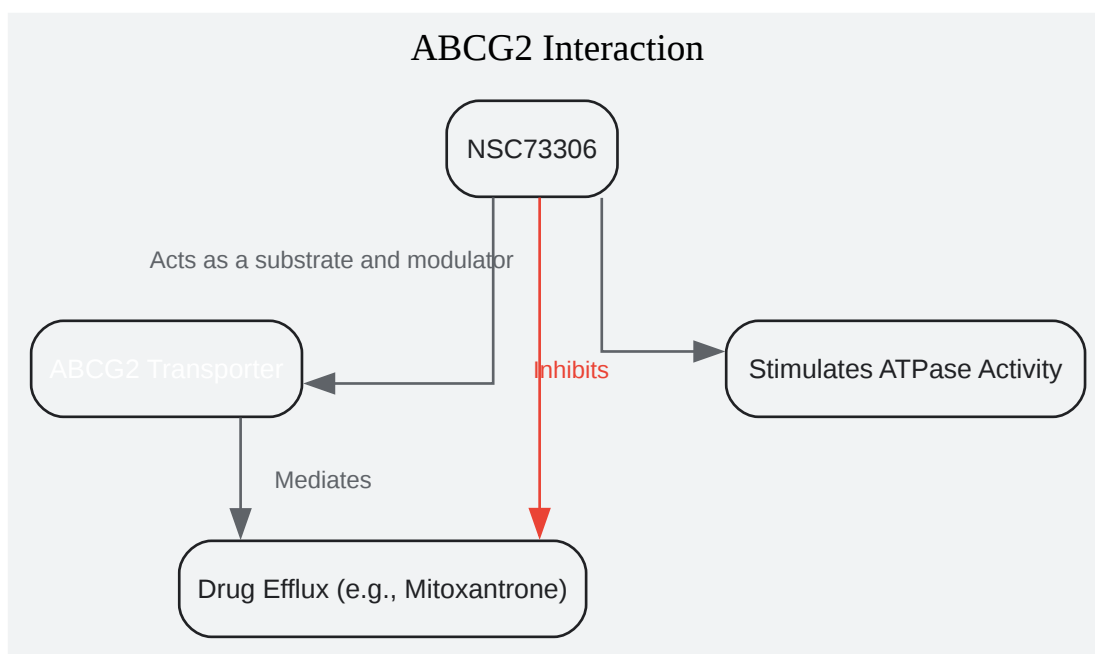 ABCG2 Interaction
NSC73306
Acts as a substrate and modulator
ABCG2 Transporter
Inhibits
Stimulates ATPase Activity
Mediates
Drug Efflux (e.g., Mitoxantrone)